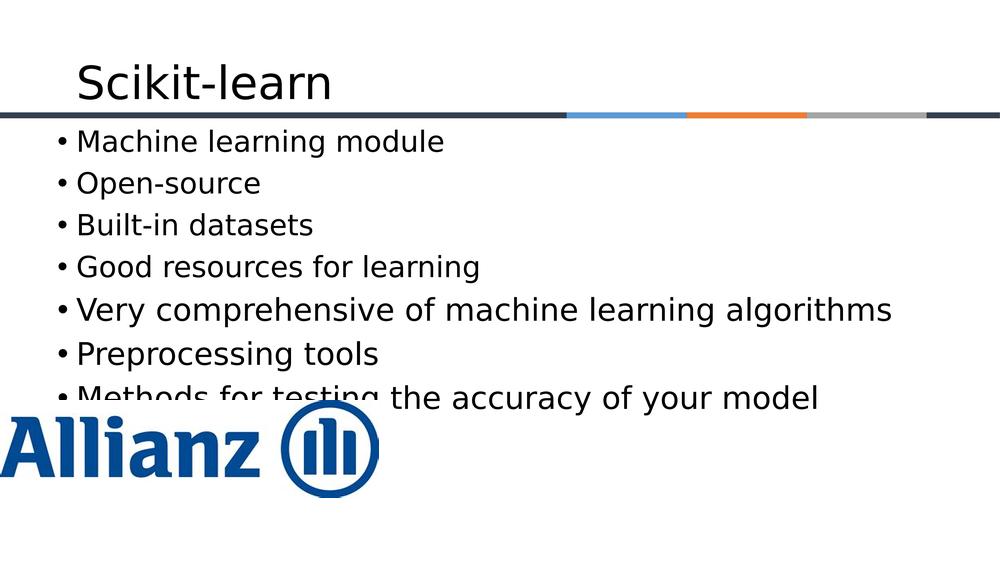 Scikit-learn
• Machine learning module
• Open-source
• Built-in datasets
• Good resources for learning
• Very comprehensive of machine learning algorithms
• Preprocessing tools
• Methods for testing the accuracy of your model
Allianz